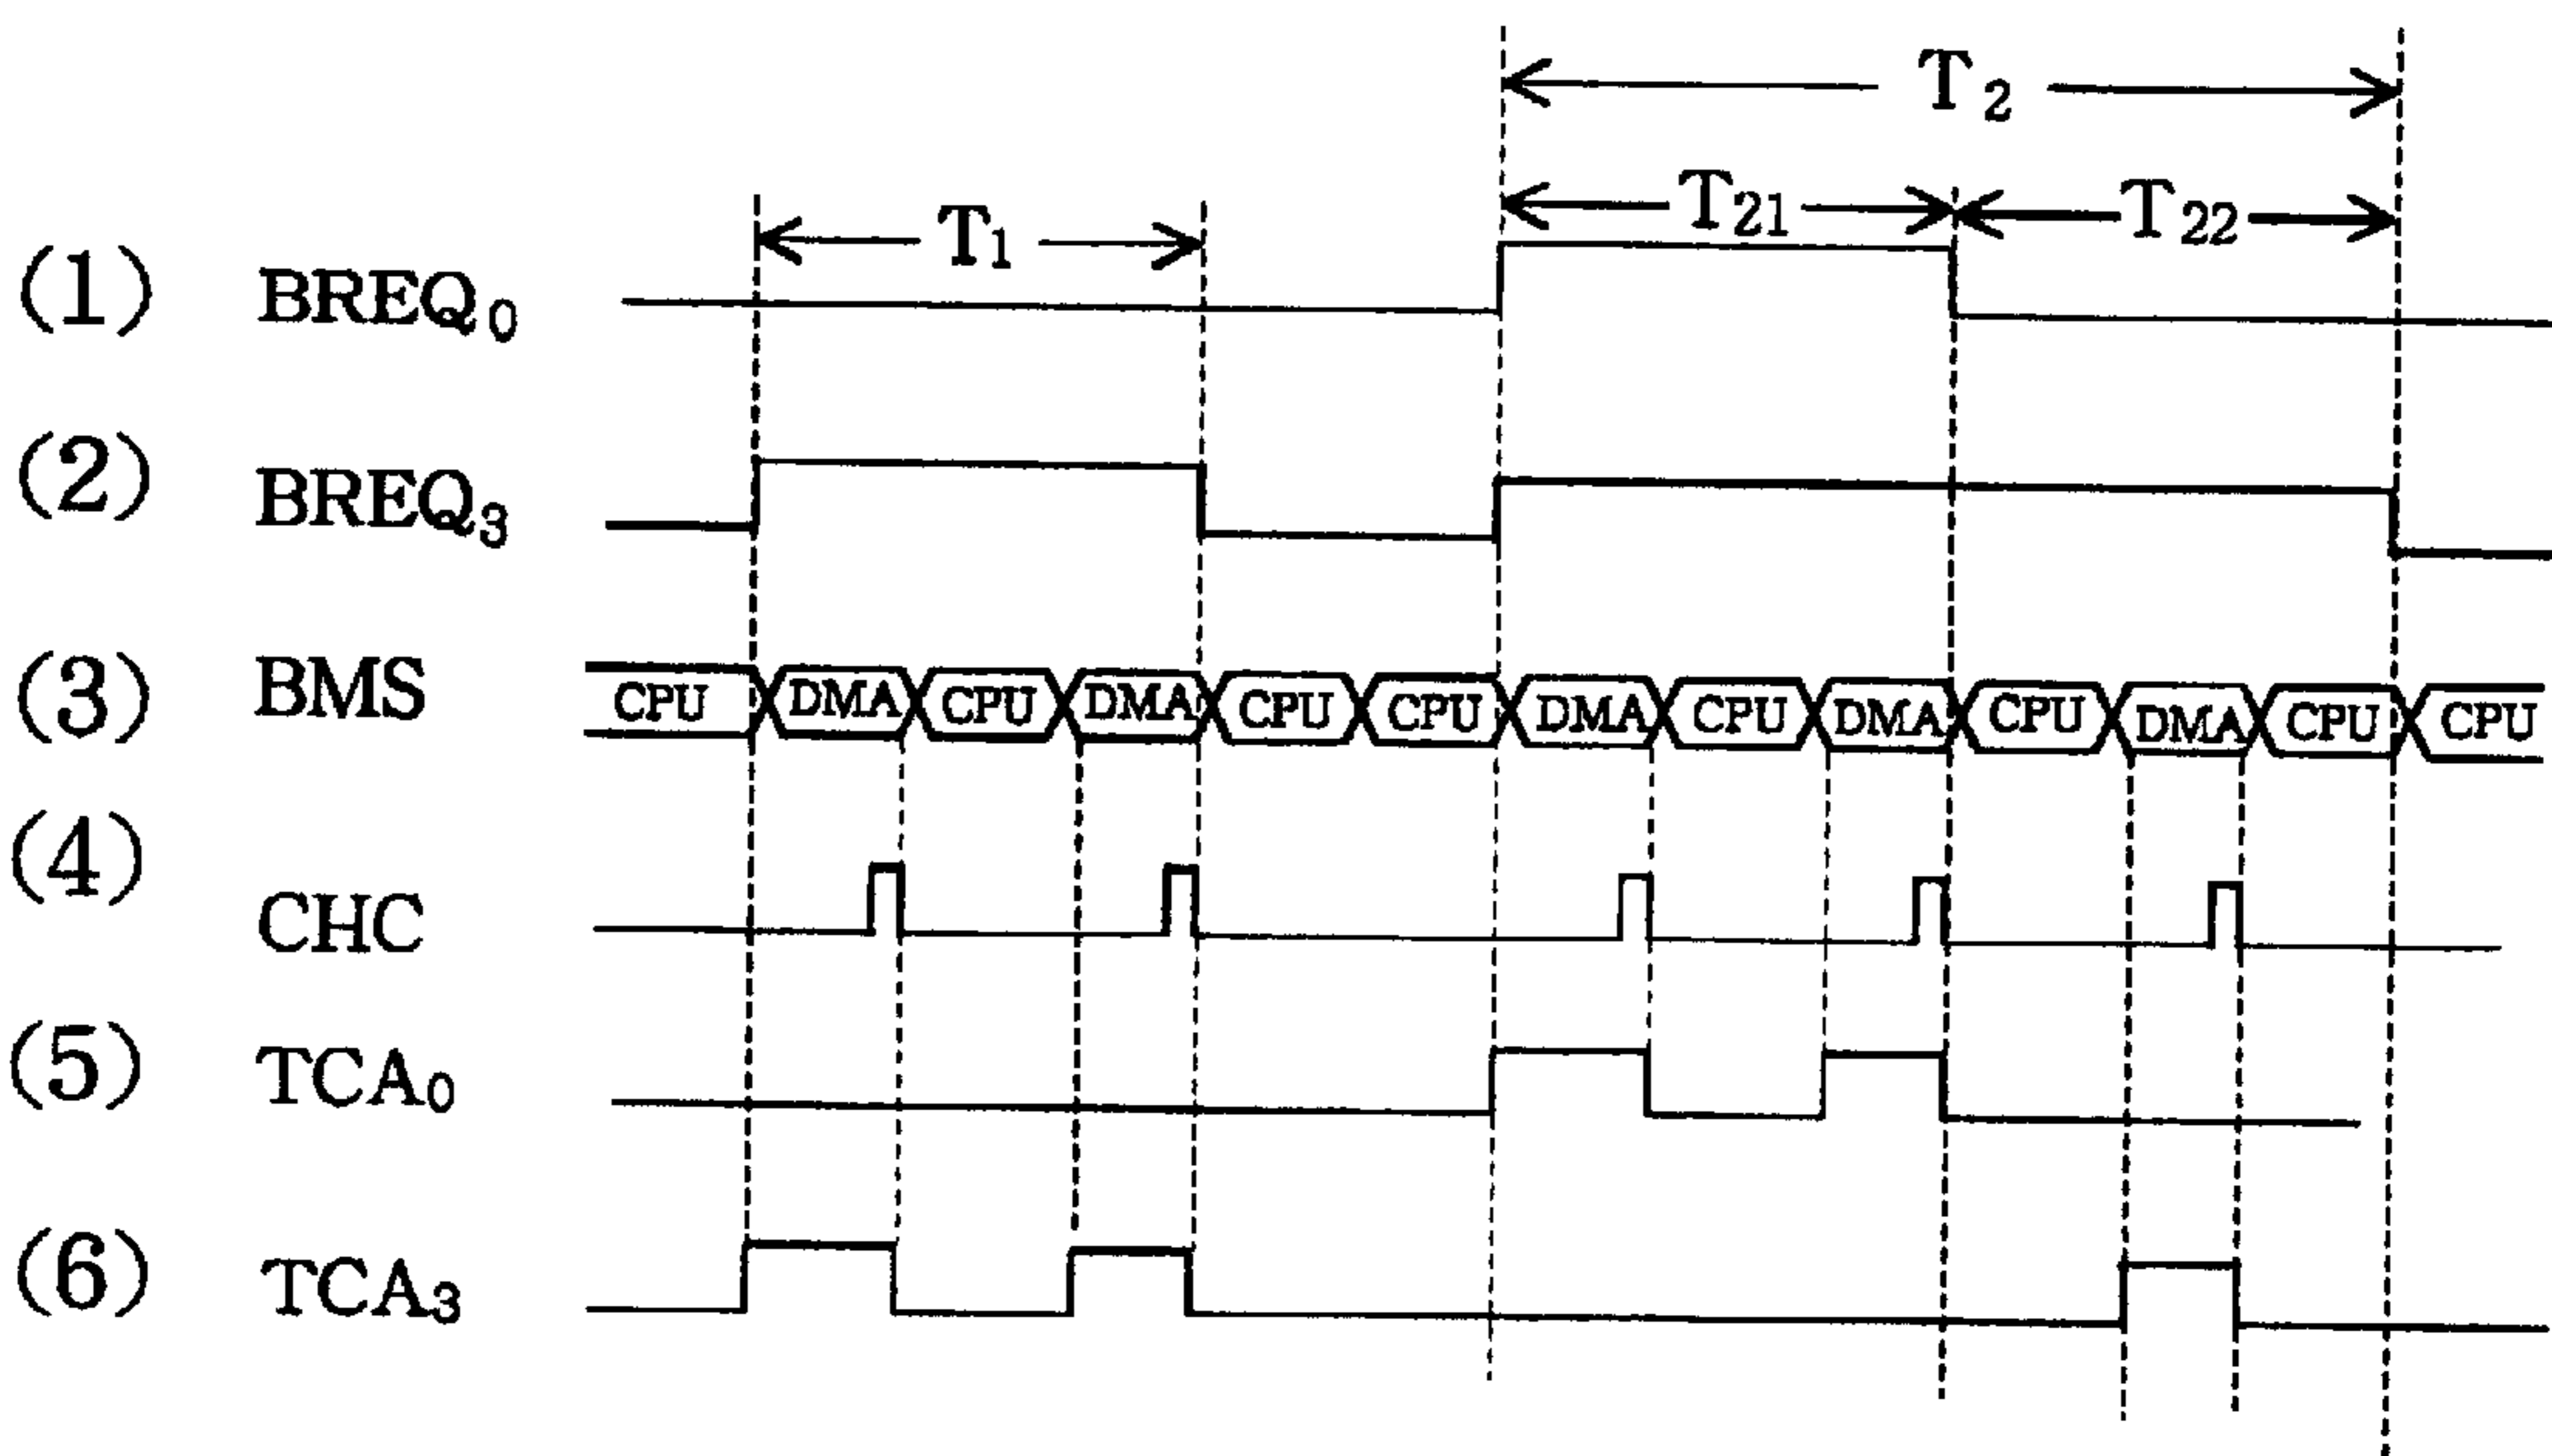 T₂
T₁ T₂₁ T₂₂
(1) BREQ₀
(2) BREQ₃
(3) BMS CPU DMA CPU DMA CPU CPU DMA CPU DMA CPU DMA CPU CPU
(4) CHC
(5) TCA₀
(6) TCA₃